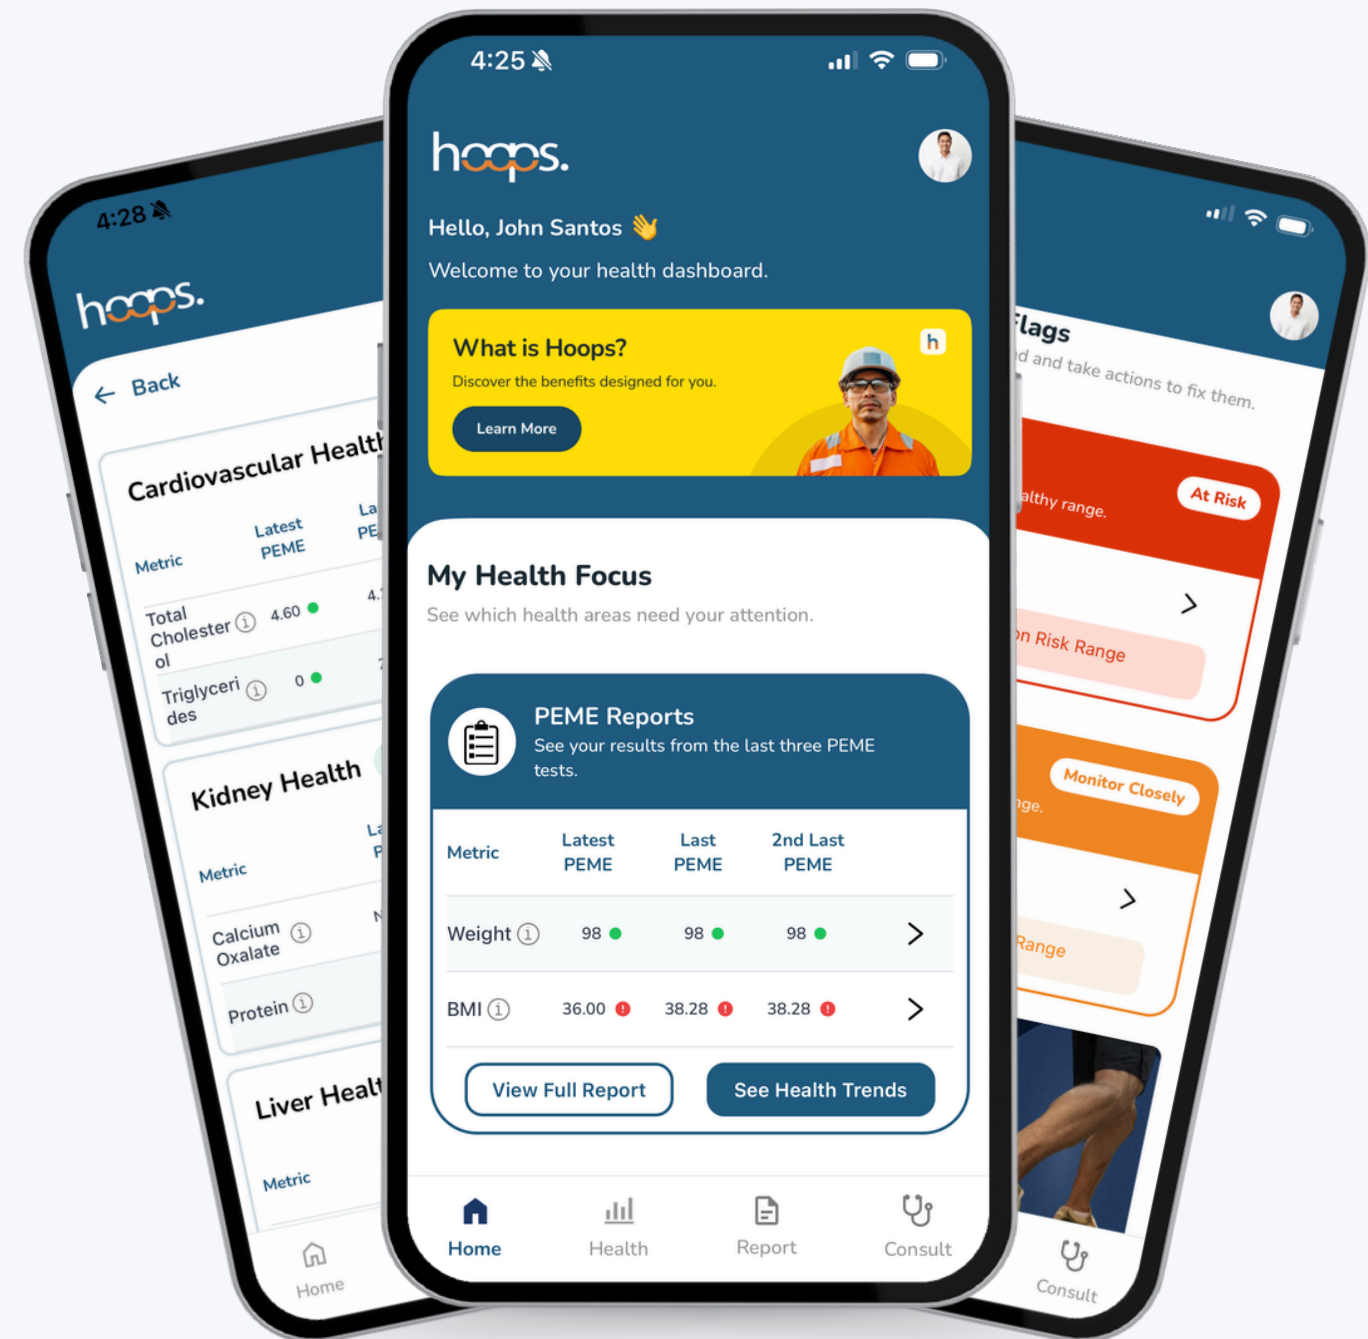 4:28
hoops.
← Back
Cardiovascular Health
Metric
Latest
PEME
Total
Cholester
ol
4.60
Triglyceri
des
0
Kidney Health
Metric
Calcium
Oxalate
Protein
Liver Healt
Metric
Home
4:25
hoops.
Hello, John Santos 👋
Welcome to your health dashboard.
What is Hoops?
Discover the benefits designed for you.
Learn More
h
My Health Focus
See which health areas need your attention.
PEME Reports
See your results from the last three PEME
tests.
Metric
Latest
PEME
Last
PEME
2nd Last
PEME
Weight 98 98 98
BMI 36.00 38.28 38.28
View Full Report
See Health Trends
Home
Health
Report
Consult
Flags
and take actions to fix them.
At Risk
range.
Risk Range
Monitor Closely
Range
Consult